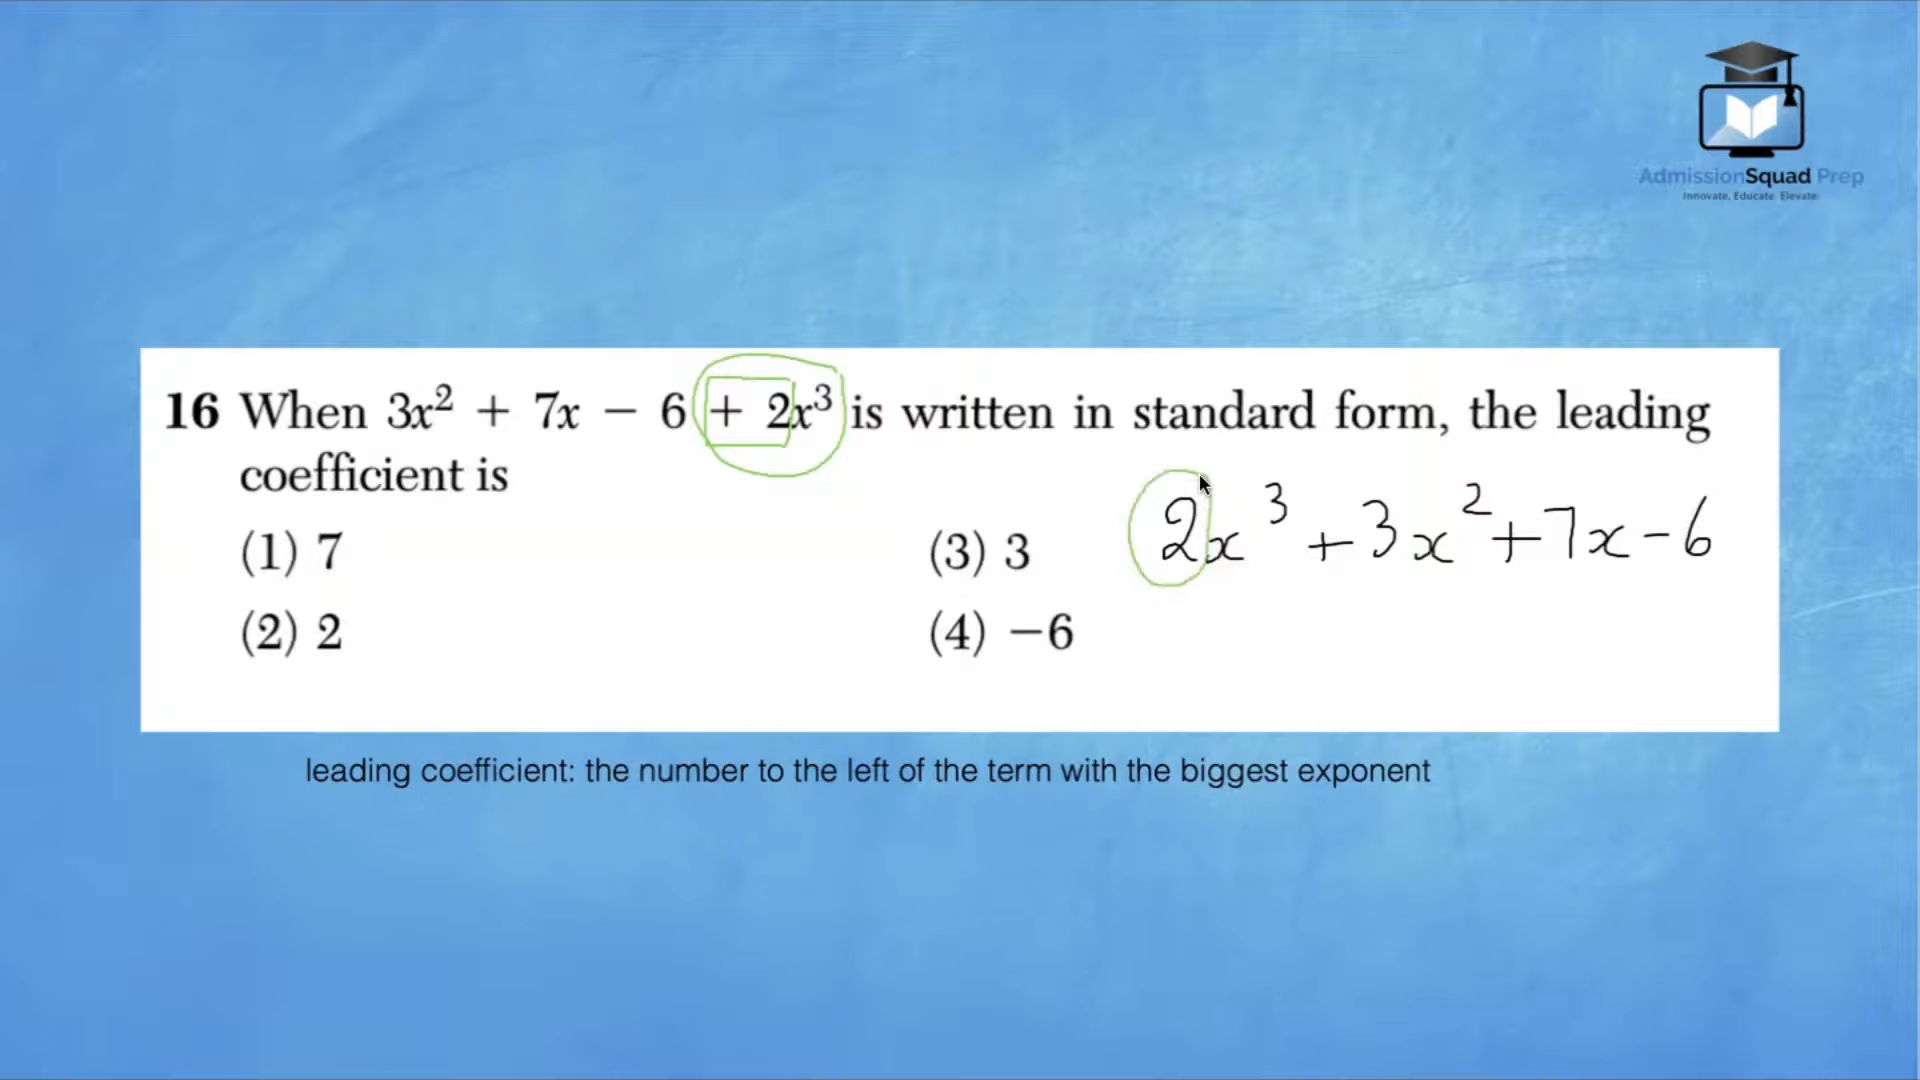 AdmissionSquad Prep
Innovate. Educate. Elevate.
16 When 3x² + 7x − 6 + 2x³ is written in standard form, the leading
coefficient is
2x³ + 3x² + 7x − 6
(1) 7 (3) 3
(2) 2 (4) −6
leading coefficient: the number to the left of the term with the biggest exponent